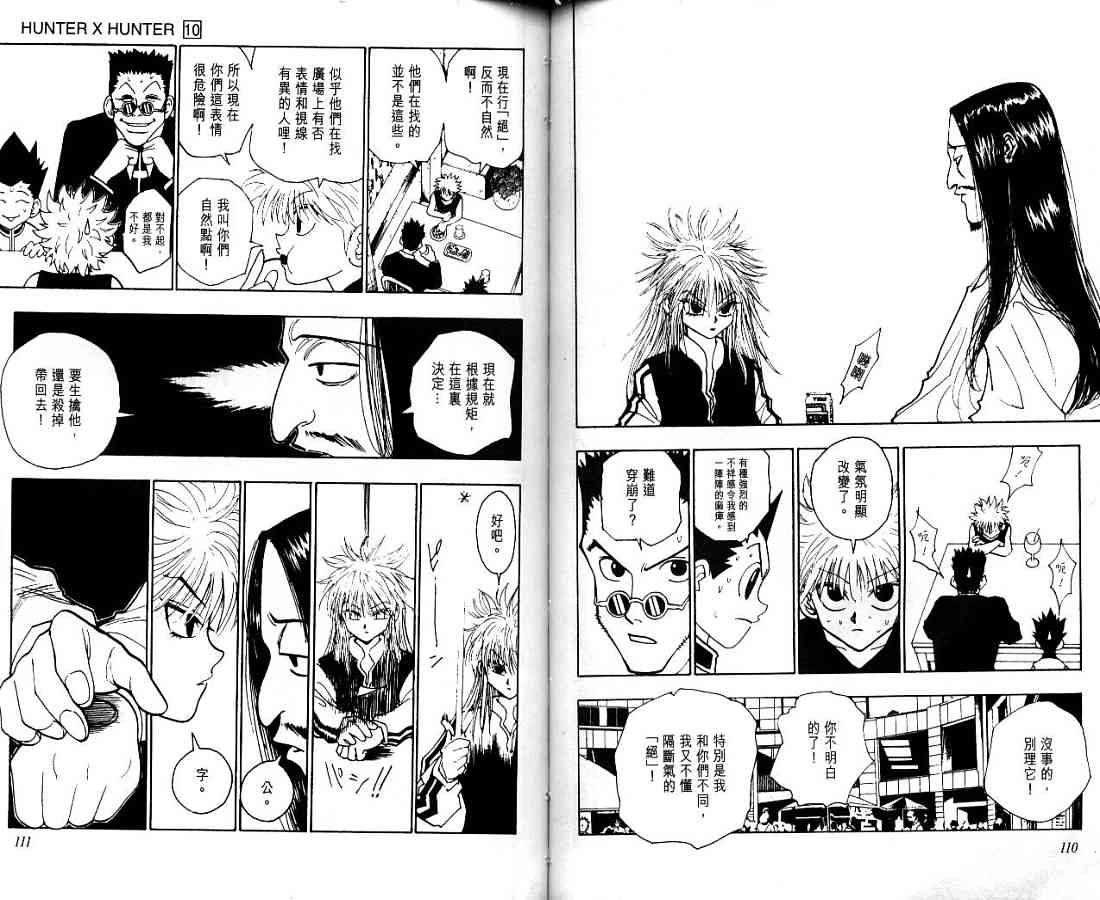 HUNTER X HUNTER 10
唰唰
呃！
呃！
呃！
氣氛明顯
改變了。
有種強烈的
不祥感令我感到
一陣陣的麻痺。
難道
穿崩了？
沒事的，
別理它！
你不明白
的了！
特別是我
和你們不同，
我又不懂
隔斷氣的
「絕」！
110
現在行「絕」，
反而不自然
啊！
他們在找的
並不是這些。
似乎他們在找
廣場上有否
表情和視線
有異的人哩！
所以現在
你們這表情
很危險啊！
我叫你們
自然點啊！
對不起，
都是我
不好。
現在就
根據規矩，
在這裏
決定…
要生擒他，
還是殺掉
帶回去！
好吧。
公。
字。
111